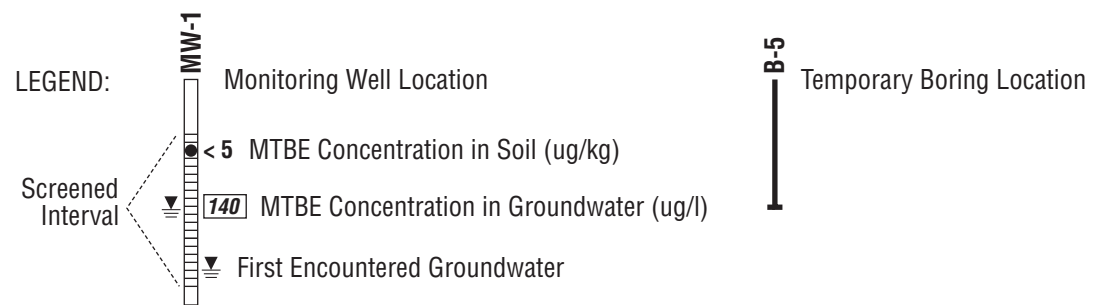 LEGEND:
MW-1
Monitoring Well Location
< 5 MTBE Concentration in Soil (ug/kg)
Screened
Interval
140 MTBE Concentration in Groundwater (ug/l)
First Encountered Groundwater
B-5
Temporary Boring Location